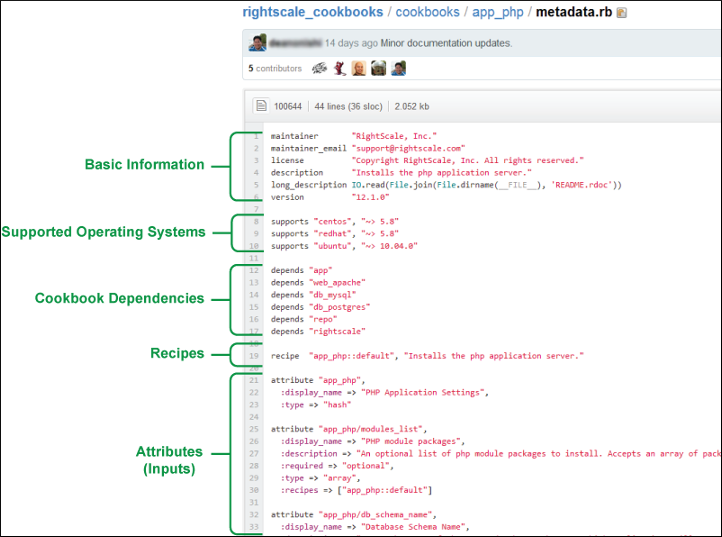 rightscale_cookbooks / cookbooks / app_php / metadata.rb
14 days ago Minor documentation updates.
5 contributors
100644 44 lines (36 sloc) 2.052 kb
Basic Information
1 maintainer "RightScale, Inc."
2 maintainer_email "support@rightscale.com"
3 license "Copyright RightScale, Inc. All rights reserved."
4 description "Installs the php application server."
5 long_description IO.read(File.join(File.dirname(__FILE__), 'README.rdoc'))
6 version "12.1.0"
7
Supported Operating Systems
8 supports "centos", "~> 5.8"
9 supports "redhat", "~> 5.8"
10 supports "ubuntu", "~> 10.04.0"
11
Cookbook Dependencies
12 depends "app"
13 depends "web_apache"
14 depends "db_mysql"
15 depends "db_postgres"
16 depends "repo"
17 depends "rightscale"
18
Recipes
19 recipe "app_php::default", "Installs the php application server."
Attributes
(Inputs)
21 attribute "app_php",
22 :display_name => "PHP Application Settings",
23 :type => "hash"
24
25 attribute "app_php/modules_list",
26 :display_name => "PHP module packages",
27 :description => "An optional list of php module packages to install. Accepts an array of pack
28 :required => "optional",
29 :type => "array",
30 :recipes => ["app_php::default"]
31
32 attribute "app_php/db_schema_name",
33 :display_name => "Database Schema Name",